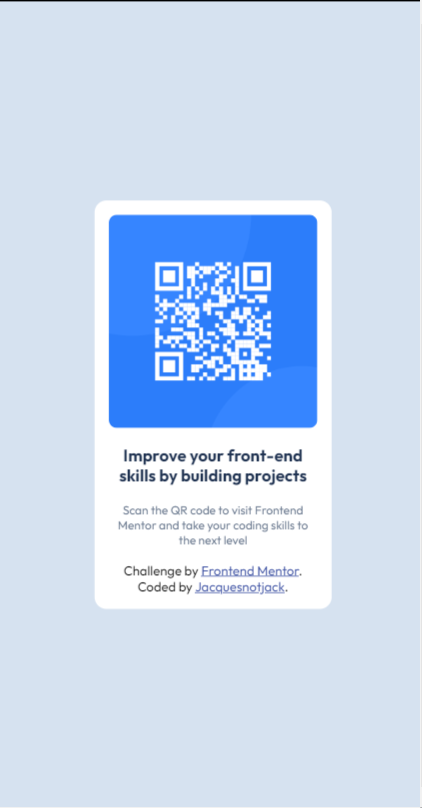 Improve your front-end
skills by building projects
Scan the QR code to visit Frontend
Mentor and take your coding skills to
the next level
Challenge by Frontend Mentor.
Coded by Jacquesnotjack.